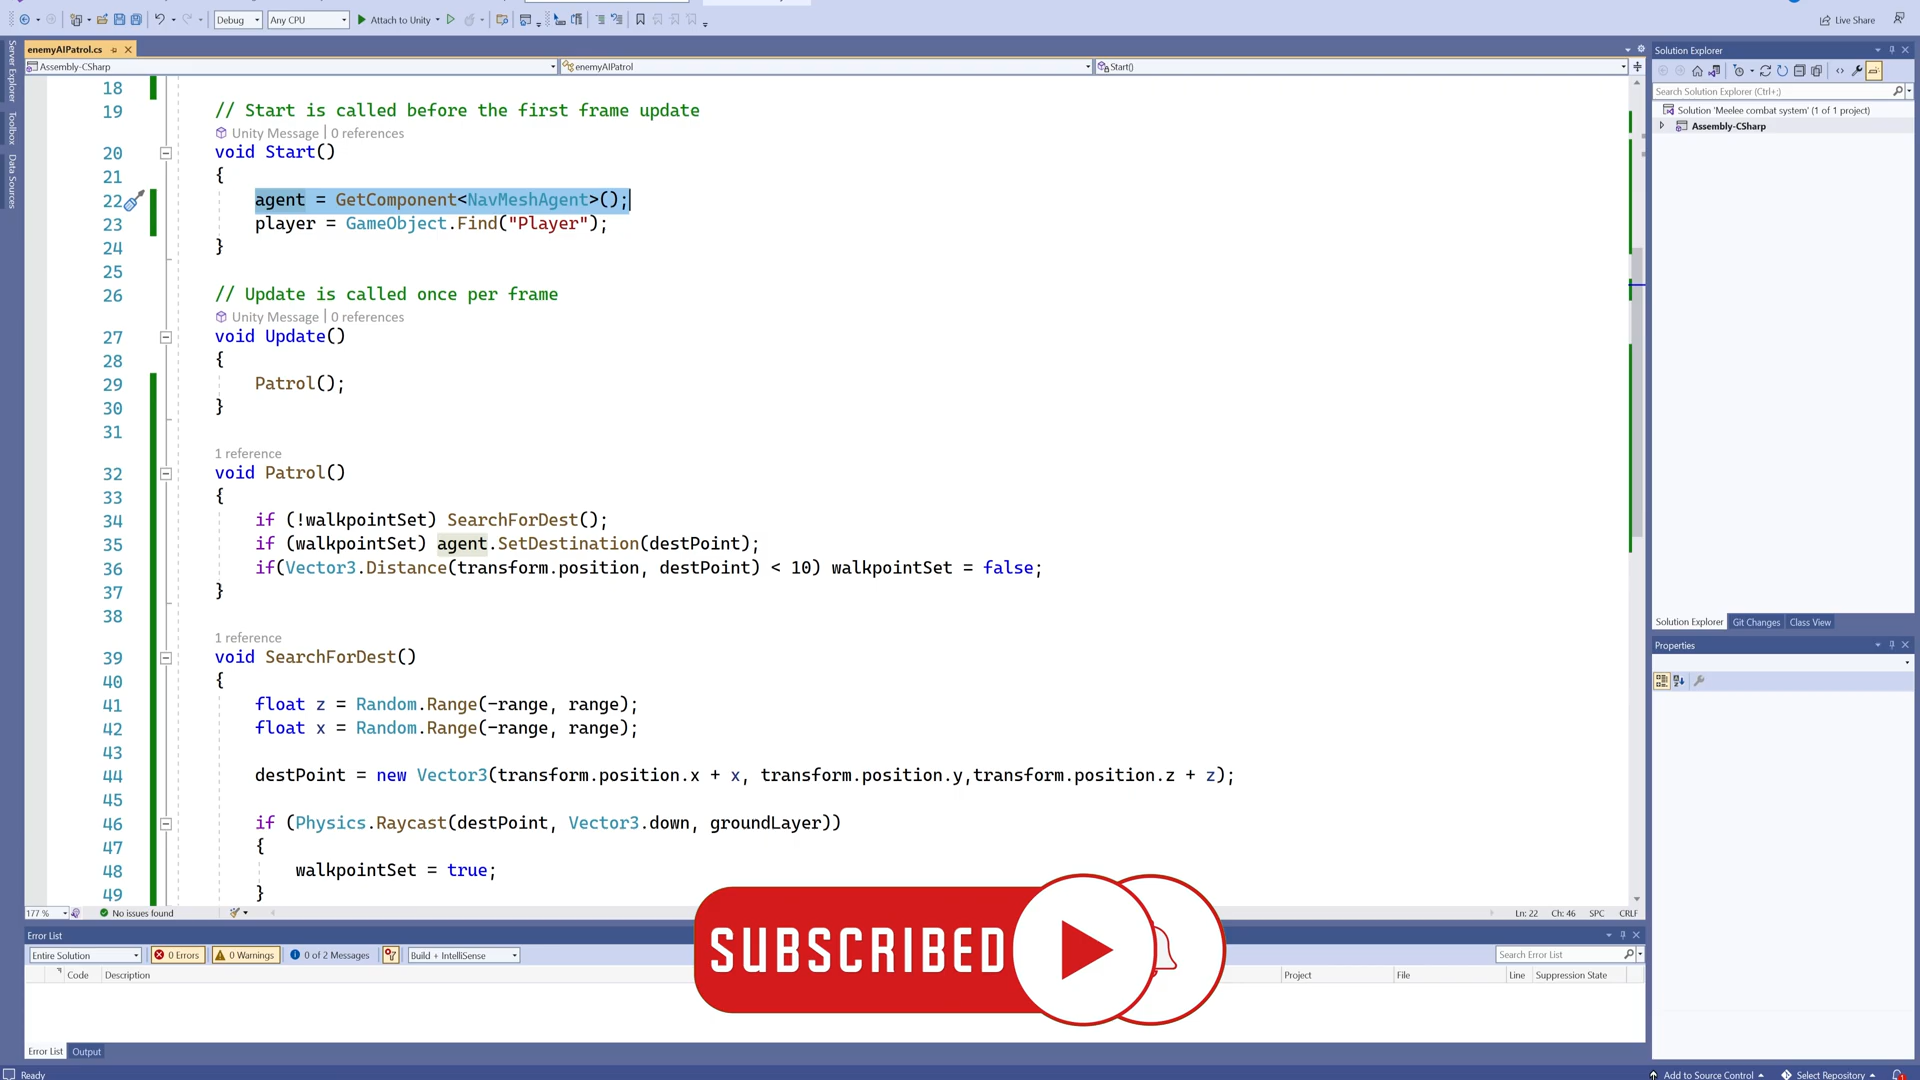 Debug
Any CPU
Attach to Unity
Live Share
enemyAIPatrol.cs
Assembly-CSharp
enemyAIPatrol
Start()
Server Explorer
Toolbox
Data Sources
18
19 // Start is called before the first frame update
Unity Message | 0 references
20 void Start()
21 {
22 agent = GetComponent<NavMeshAgent>();
23 player = GameObject.Find("Player");
24 }
25
26 // Update is called once per frame
Unity Message | 0 references
27 void Update()
28 {
29 Patrol();
30 }
31
1 reference
32 void Patrol()
33 {
34 if (!walkpointSet) SearchForDest();
35 if (walkpointSet) agent.SetDestination(destPoint);
36 if(Vector3.Distance(transform.position, destPoint) < 10) walkpointSet = false;
37 }
38
1 reference
39 void SearchForDest()
40 {
41 float z = Random.Range(-range, range);
42 float x = Random.Range(-range, range);
43
44 destPoint = new Vector3(transform.position.x + x, transform.position.y,transform.position.z + z);
45
46 if (Physics.Raycast(destPoint, Vector3.down, groundLayer))
47 {
48 walkpointSet = true;
49 }
177 %
No issues found
Ln: 22 Ch: 46 SPC CRLF
Solution Explorer
Search Solution Explorer (Ctrl+;)
Solution 'Meelee combat system' (1 of 1 project)
Assembly-CSharp
Solution Explorer Git Changes Class View
Properties
Error List
Entire Solution
0 Errors
0 Warnings
0 of 2 Messages
Build + IntelliSense
Search Error List
Code Description
Project File Line Suppression State
SUBSCRIBED
Error List Output
Ready
Add to Source Control
Select Repository